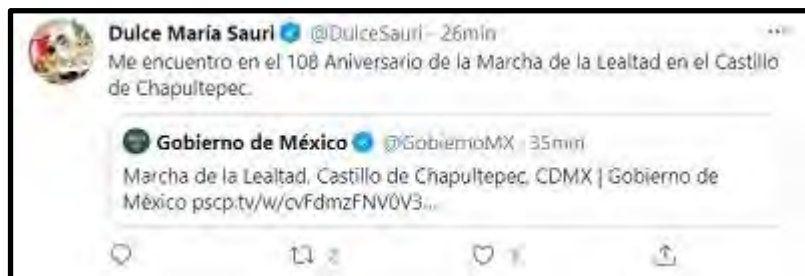 Dulce María Sauri @DulceSauri - 26min
Me encuentro en el 108 Aniversario de la Marcha de la Lealtad en el Castillo
de Chapultepec.
Gobierno de México @GobiernoMX · 35min
Marcha de la Lealtad, Castillo de Chapultepec, CDMX | Gobierno de
México pscp.tv/w/cvFdmzFNV0V3...
2